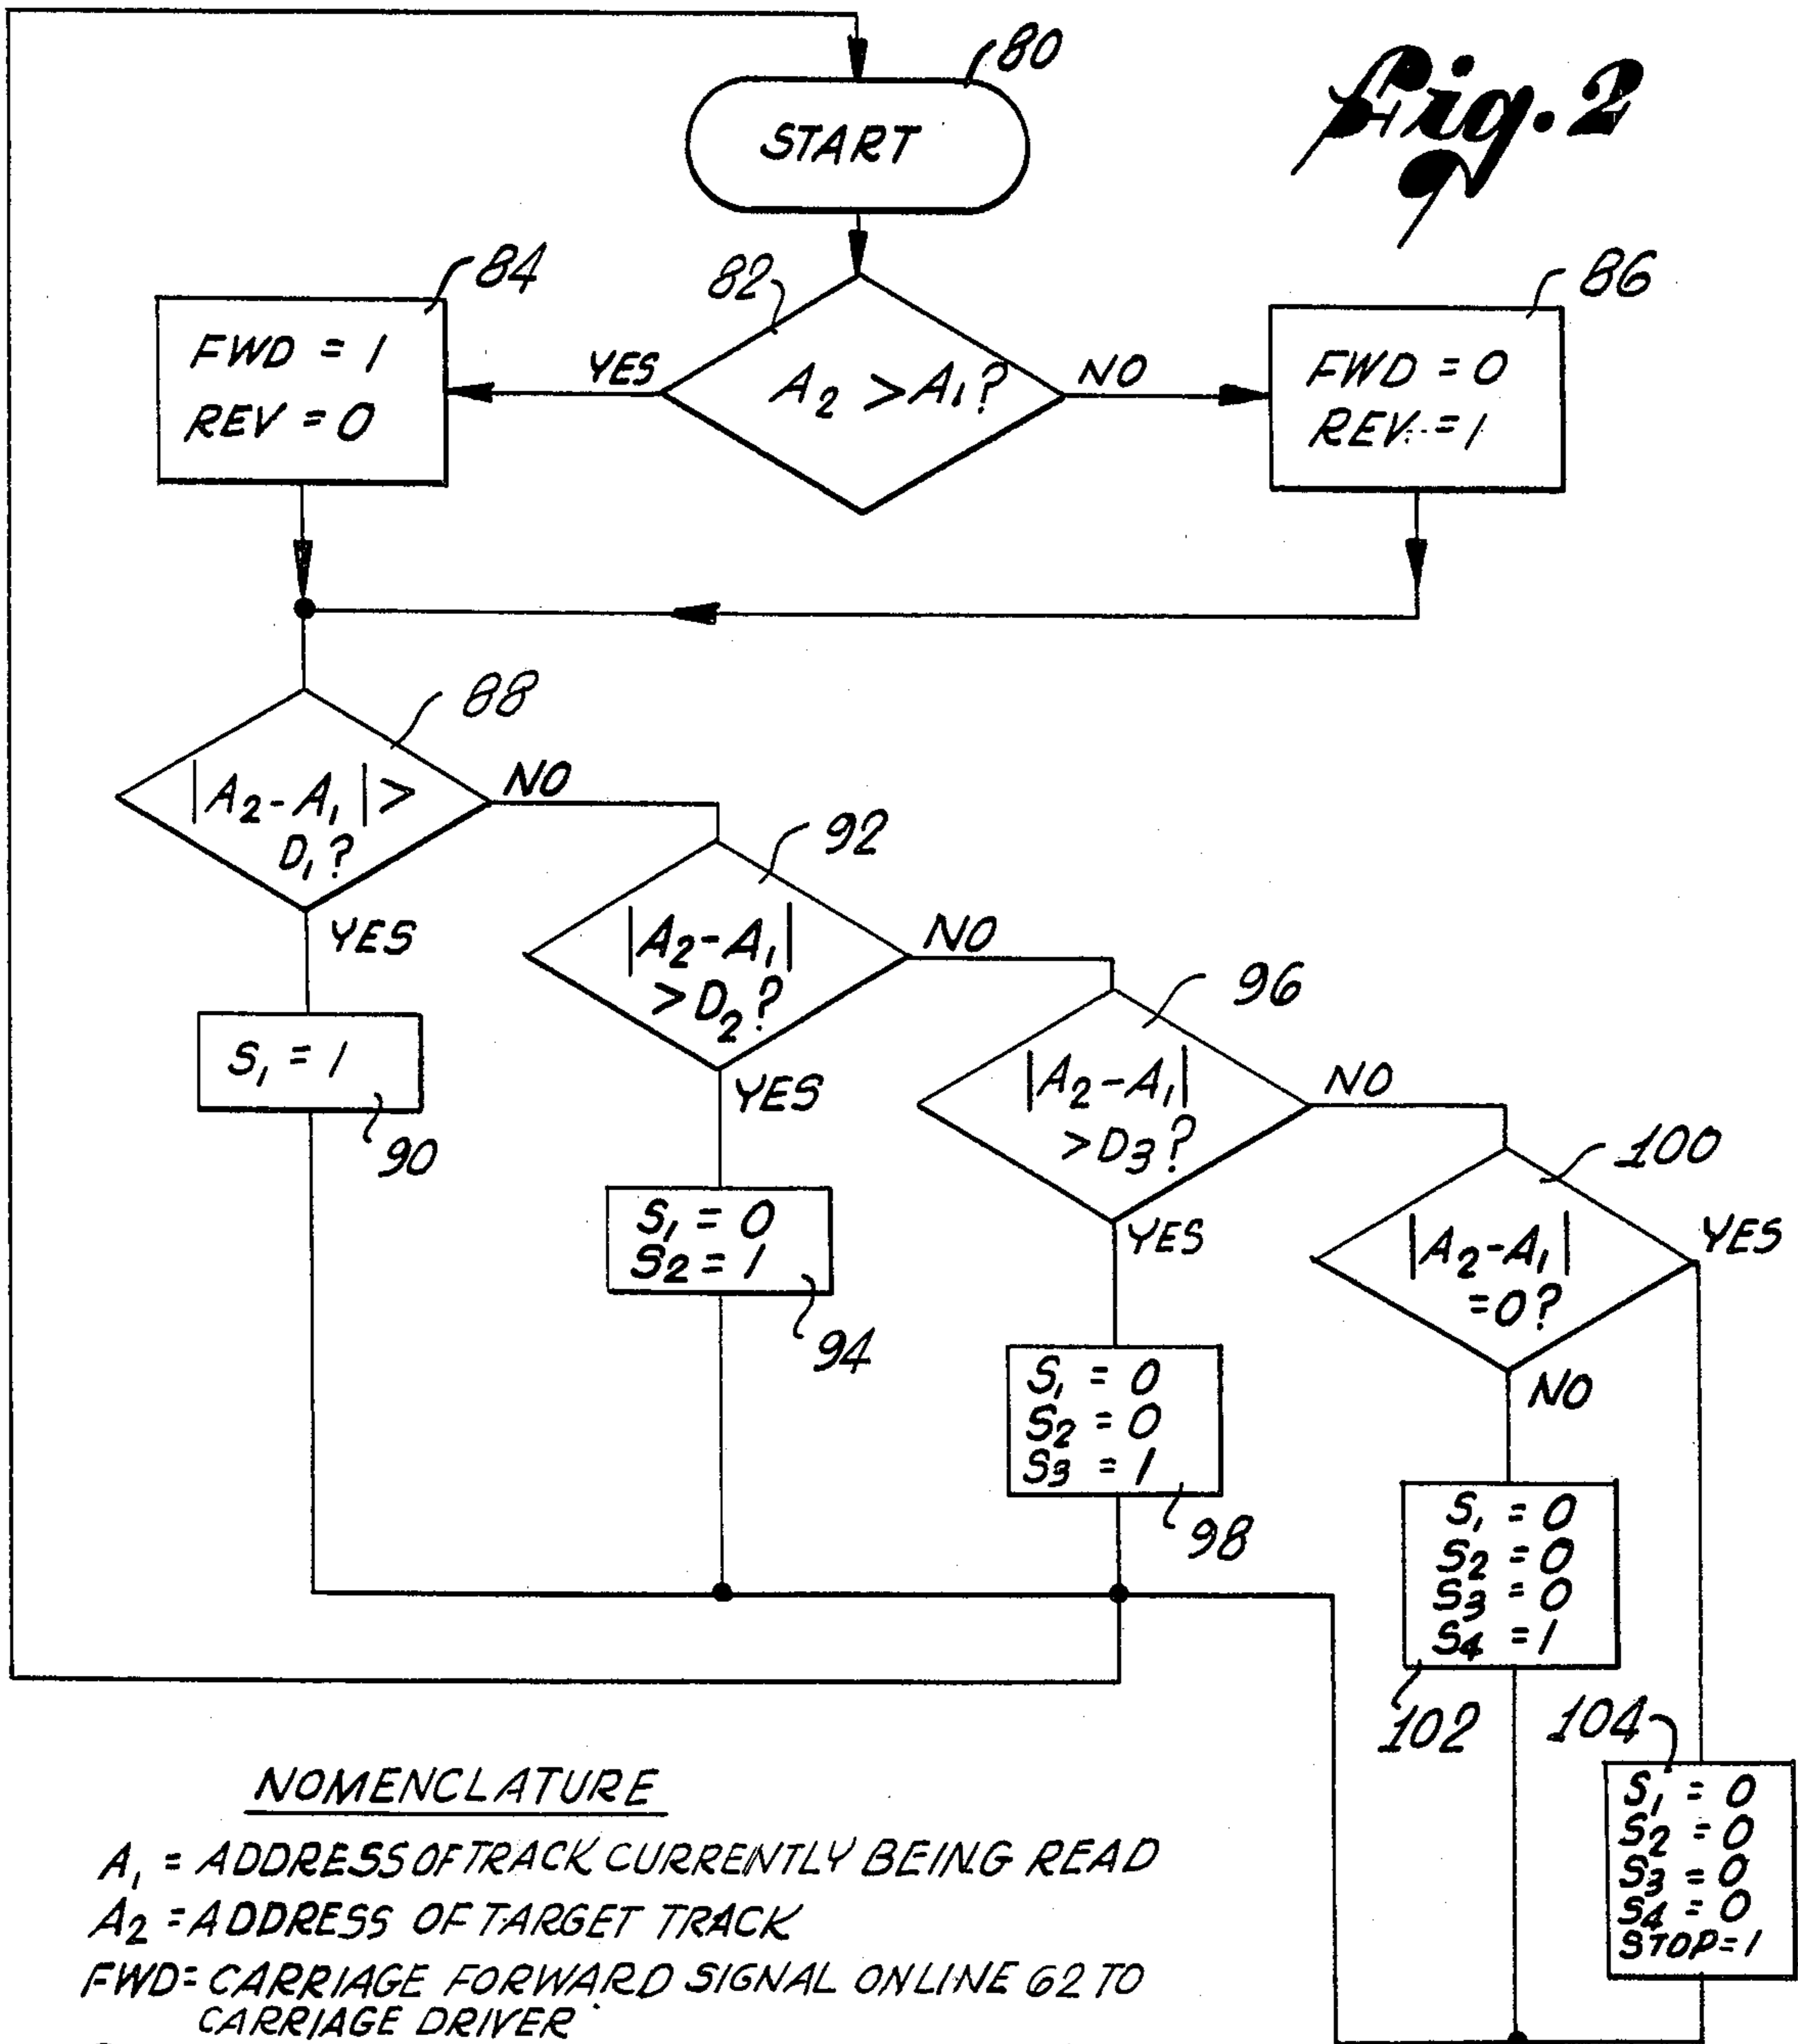 80
Fig. 2
START
84
82
86
FWD = 1
REV = 0
YES
A₂ > A₁?
NO
FWD = 0
REV = 1
88
|A₂-A₁| >
D₁?
NO
YES
92
|A₂-A₁|
> D₂?
NO
YES
96
|A₂-A₁|
> D₃?
NO
YES
100
|A₂-A₁|
=0?
YES
NO
S₁ = 1
90
S₁ = 0
S₂ = 1
94
S₁ = 0
S₂ = 0
S₃ = 1
98
S₁ = 0
S₂ = 0
S₃ = 0
S₄ = 1
102
104
S₁ = 0
S₂ = 0
S₃ = 0
S₄ = 0
STOP=1
NOMENCLATURE
A₁ = ADDRESS OF TRACK CURRENTLY BEING READ
A₂ = ADDRESS OF TARGET TRACK
FWD= CARRIAGE FORWARD SIGNAL ON LINE 62 TO
CARRIAGE DRIVER